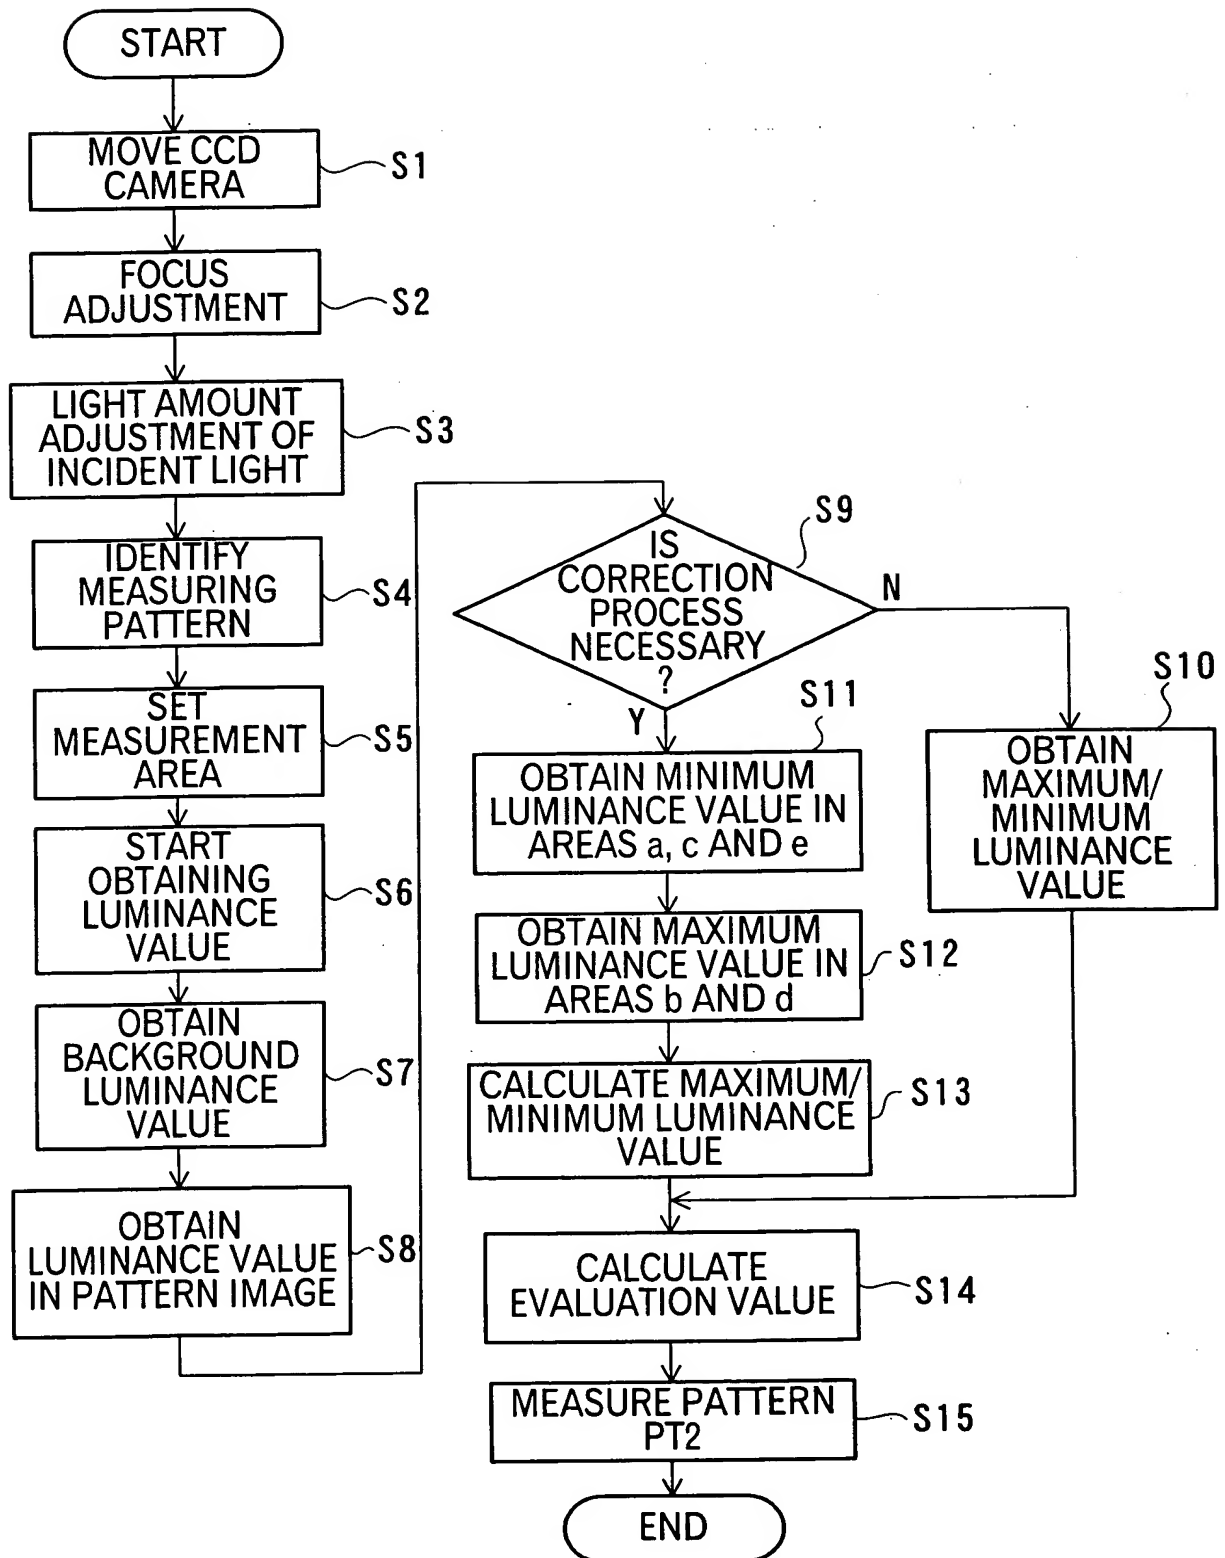 START
MOVE CCD
CAMERA
S1
FOCUS
ADJUSTMENT
S2
LIGHT AMOUNT
ADJUSTMENT OF
INCIDENT LIGHT
S3
IDENTIFY
MEASURING
PATTERN
S4
SET
MEASUREMENT
AREA
S5
START
OBTAINING
LUMINANCE
VALUE
S6
OBTAIN
BACKGROUND
LUMINANCE
VALUE
S7
OBTAIN
LUMINANCE VALUE
IN PATTERN IMAGE
S8
IS
CORRECTION
PROCESS
NECESSARY
?
S9
N
Y
S10
OBTAIN
MAXIMUM/
MINIMUM
LUMINANCE
VALUE
S11
OBTAIN MINIMUM
LUMINANCE VALUE IN
AREAS a, c AND e
OBTAIN MAXIMUM
LUMINANCE VALUE IN
AREAS b AND d
S12
CALCULATE MAXIMUM/
MINIMUM LUMINANCE
VALUE
S13
CALCULATE
EVALUATION VALUE
S14
MEASURE PATTERN
PT2
S15
END